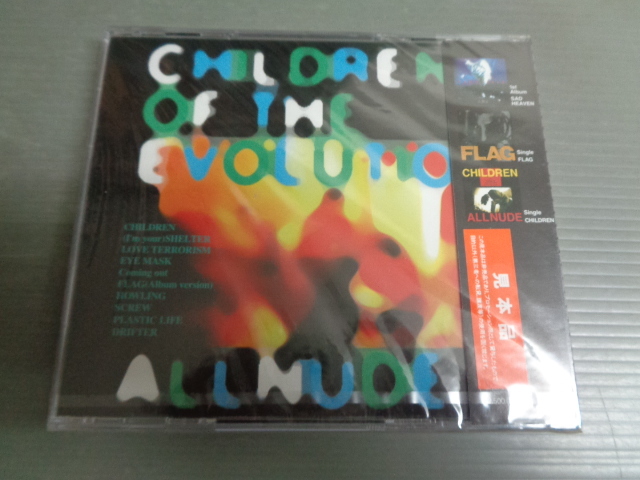 CHILDREN
OF THE
EVOLUTIO
CHILDREN
(I'm your) SHELTER
LOVE TERRORISM
EYE MASK
Coming out
FLAG(Album version)
HOWLING
SCREW
PLASTIC LIFE
DRIFTER
ALLNUDE
1st
Album
SAD
HEAVEN
FLAG Single
FLAG
CHILDREN
ALLNUDE Single
CHILDREN
見本品